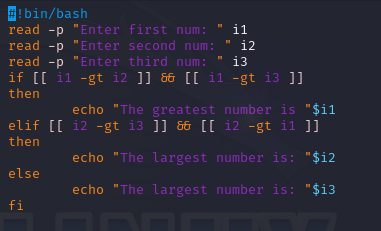 #!bin/bash
read -p "Enter first num: " i1
read -p "Enter second num: " i2
read -p "Enter third num: " i3
if [[ i1 -gt i2 ]] && [[ i1 -gt i3 ]]
then
        echo "The greatest number is "$i1
elif [[ i2 -gt i3 ]] && [[ i2 -gt i1 ]]
then
        echo "The largest number is: "$i2
else
        echo "The largest number is: "$i3
fi